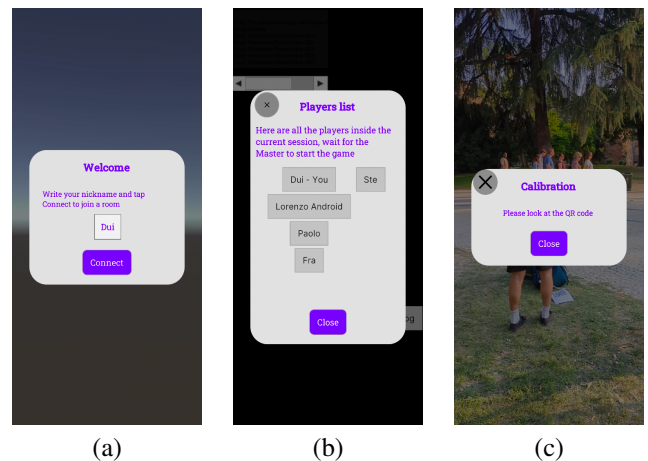 Welcome
Write your nickname and tap
Connect to join a room
Dui
Connect
(a)
×
Players list
Here are all the players inside the
current session, wait for the
Master to start the game
Dui - You
Ste
Lorenzo Android
Paolo
Fra
Close
og
(b)
Calibration
Please look at the QR code
Close
(c)